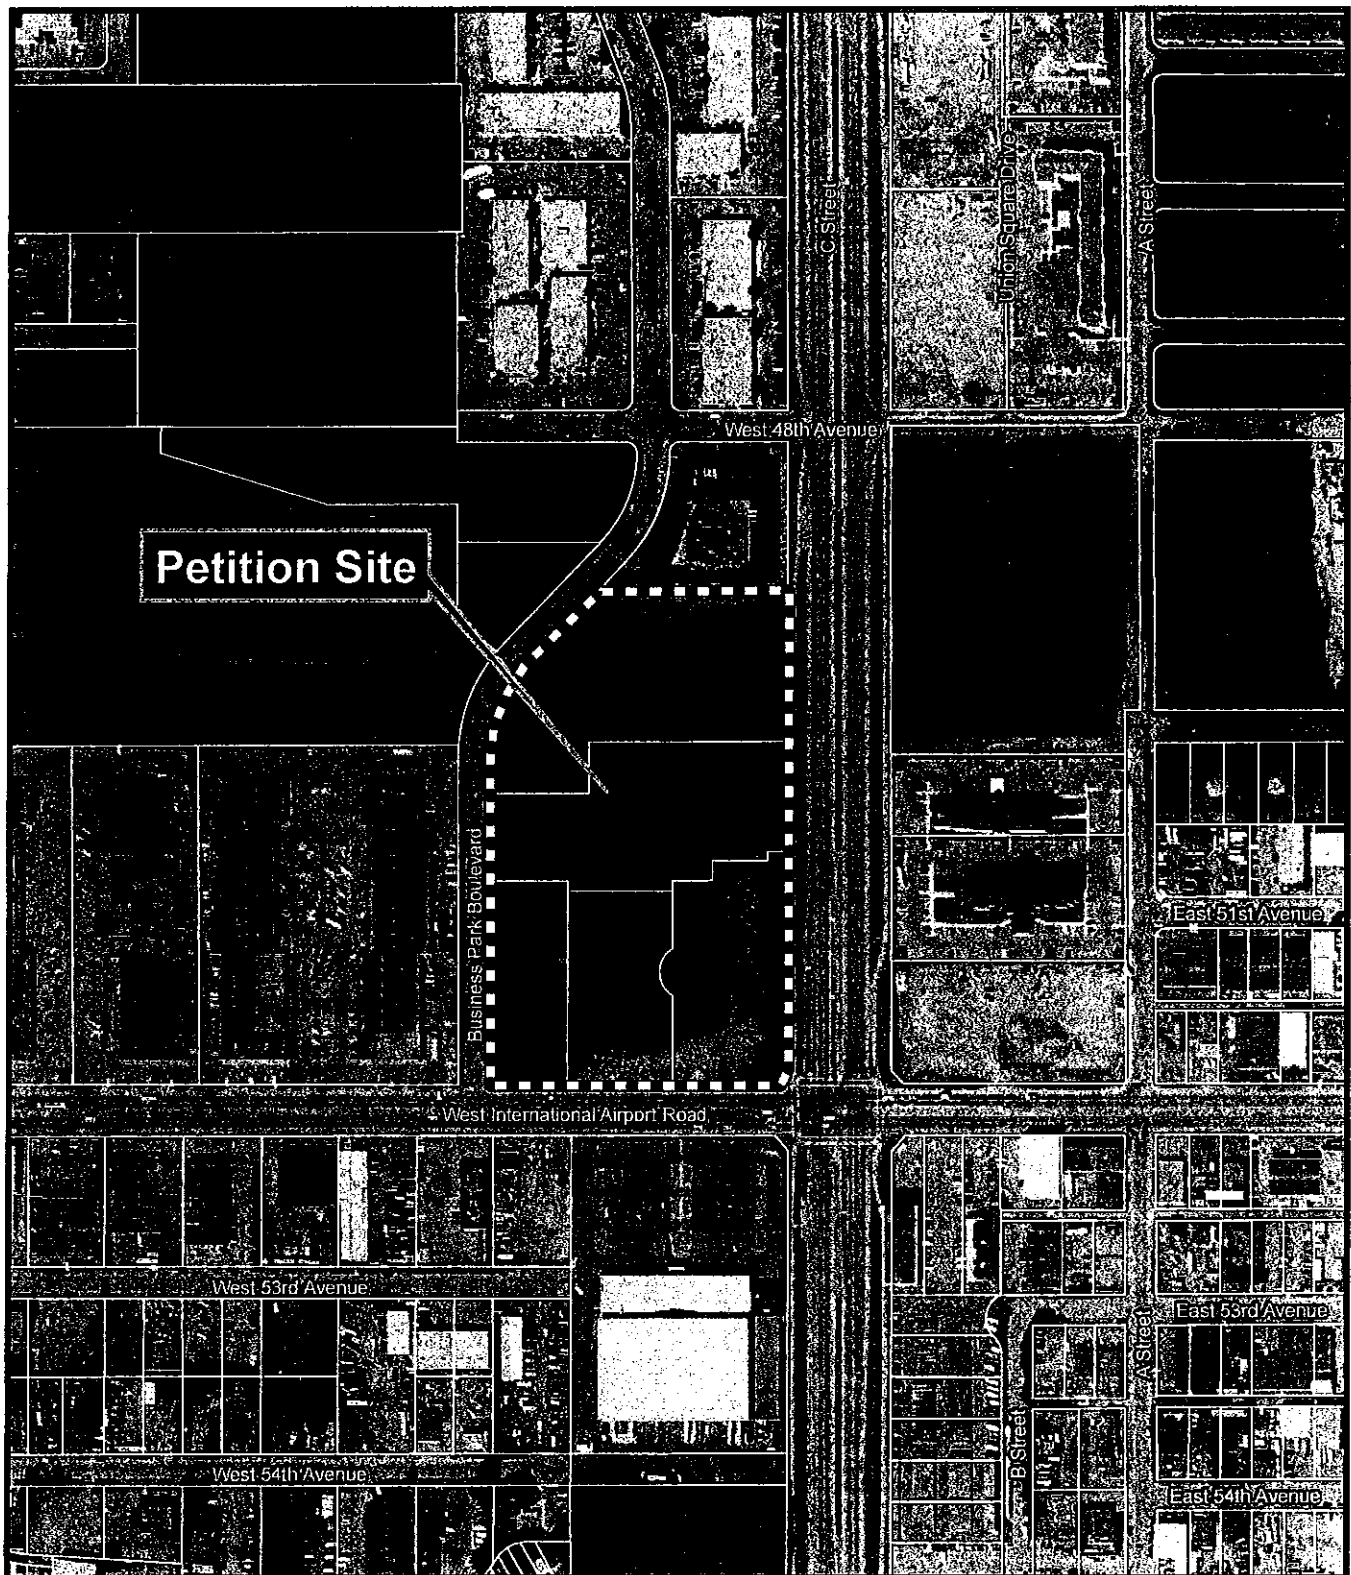 C Street
Union Square Drive
A Street
West 48th Avenue
Petition Site
Business Park Boulevard
East 51st Avenue
West International Airport Road
West 53rd Avenue
East 53rd Avenue
A Street
B Street
West 54th Avenue
East 54th Avenue